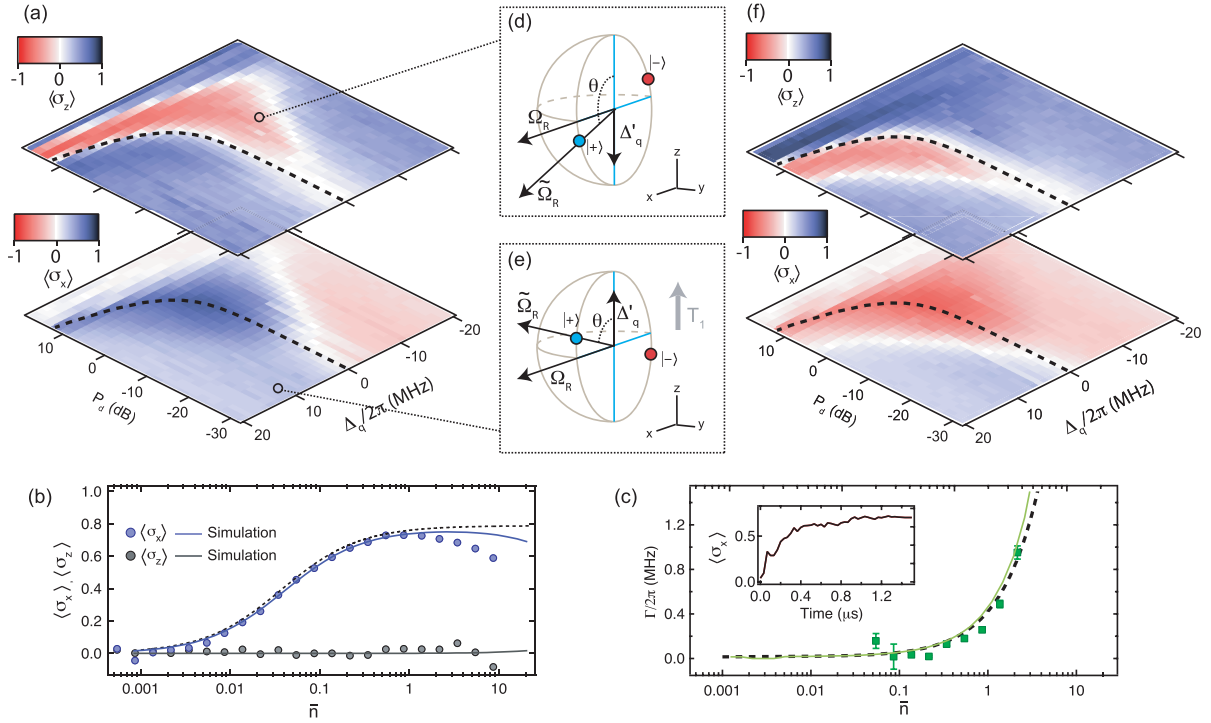 (a)
-1 0 1
⟨σz⟩
-1 0 1
⟨σx⟩
10
0
-10
-20
-30
Pd (dB)
20
10
0
-10
-20
Δq/2π (MHz)
(d)
|−⟩
θ
ΩR
|+⟩
Δ'q
Ω̃R
z
x y
(e)
Ω̃R
|+⟩
θ
Δ'q
T1
ΩR
|−⟩
z
x y
(f)
-1 0 1
⟨σz⟩
-1 0 1
⟨σx⟩
10
0
-10
-20
-30
Pd (dB)
20
10
0
-10
-20
Δq/2π (MHz)
(b)
⟨σx⟩, ⟨σz⟩
1.0
0.8
0.6
0.4
0.2
0.0
⟨σx⟩ Simulation
⟨σz⟩ Simulation
0.001 0.01 0.1 1 10
n̄
(c)
Γ/2π (MHz)
1.2
0.8
0.4
0.0
⟨σx⟩
0.5
0.0
0.0 0.4 0.8 1.2
Time (μs)
0.001 0.01 0.1 1 10
n̄